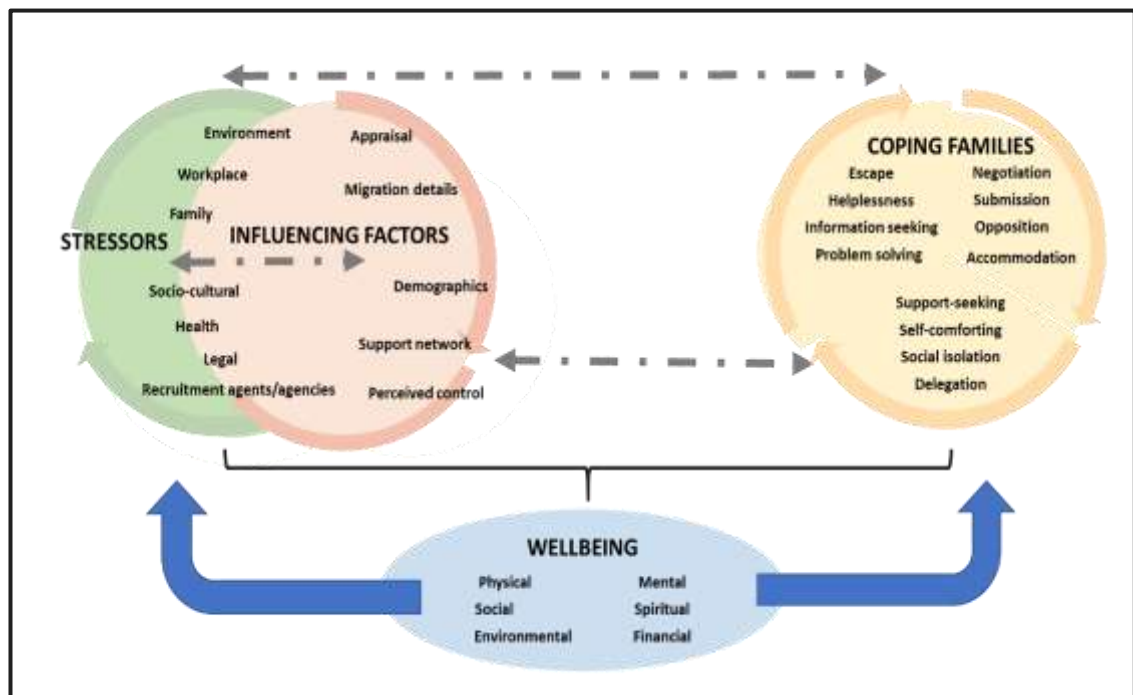 STRESSORS
Environment
Workplace
Family
Socio-cultural
Health
Legal
Recruitment agents/agencies
INFLUENCING FACTORS
Appraisal
Migration details
Demographics
Support network
Perceived control
COPING FAMILIES
Escape
Helplessness
Information seeking
Problem solving
Negotiation
Submission
Opposition
Accommodation
Support-seeking
Self-comforting
Social isolation
Delegation
WELLBEING
Physical
Social
Environmental
Mental
Spiritual
Financial